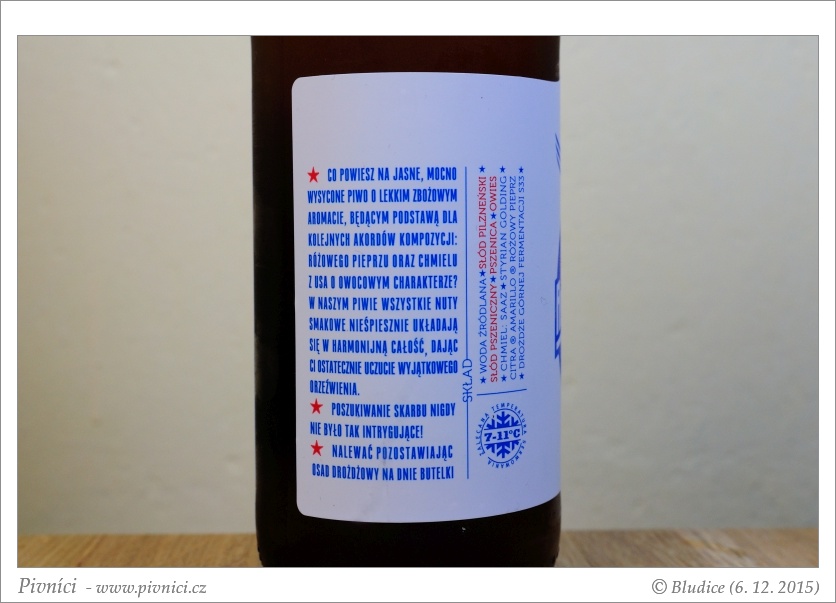 ★ CO POWIESZ NA JASNE, MOCNO
WYSYCONE PIWO O LEKKIM ZBOŻOWYM
AROMACIE, BĘDĄCYM PODSTAWĄ DLA
KOLEJNYCH AKORDÓW KOMPOZYCJI:
RÓŻOWEGO PIEPRZU ORAZ CHMIELU
Z USA O OWOCOWYM CHARAKTERZE?
W NASZYM PIWIE WSZYSTKIE NUTY
SMAKOWE NIEŚPIESZNIE UKŁADAJĄ
SIĘ W HARMONIJNĄ CAŁOŚĆ, DAJĄC
CI OSTATECZNIE UCZUCIE WYJĄTKOWEGO
ORZEŹWIENIA.
★ POSZUKIWANIE SKARBU NIGDY
NIE BYŁO TAK INTRYGUJĄCE!
★ NALEWAĆ POZOSTAWIAJĄC
OSAD DROŻDŻOWY NA DNIE BUTELKI
SKŁAD
★ WODA ŹRÓDLANA ★ SŁÓD PILZNEŃSKI ★
SŁÓD PSZENICZNY ★ PSZENICA ★ OWIES
★ CHMIEL: SAAZ ★ STYRIAN GOLDING ★
CITRA ® AMARILLO ® RÓŻOWY PIEPRZ
★ DROŻDŻE GÓRNEJ FERMENTACJI S33 ★
ZALECANA TEMPERATURA
7-11°C
SERWOWANIA
Pivníci - www.pivnici.cz
© Bludice (6. 12. 2015)